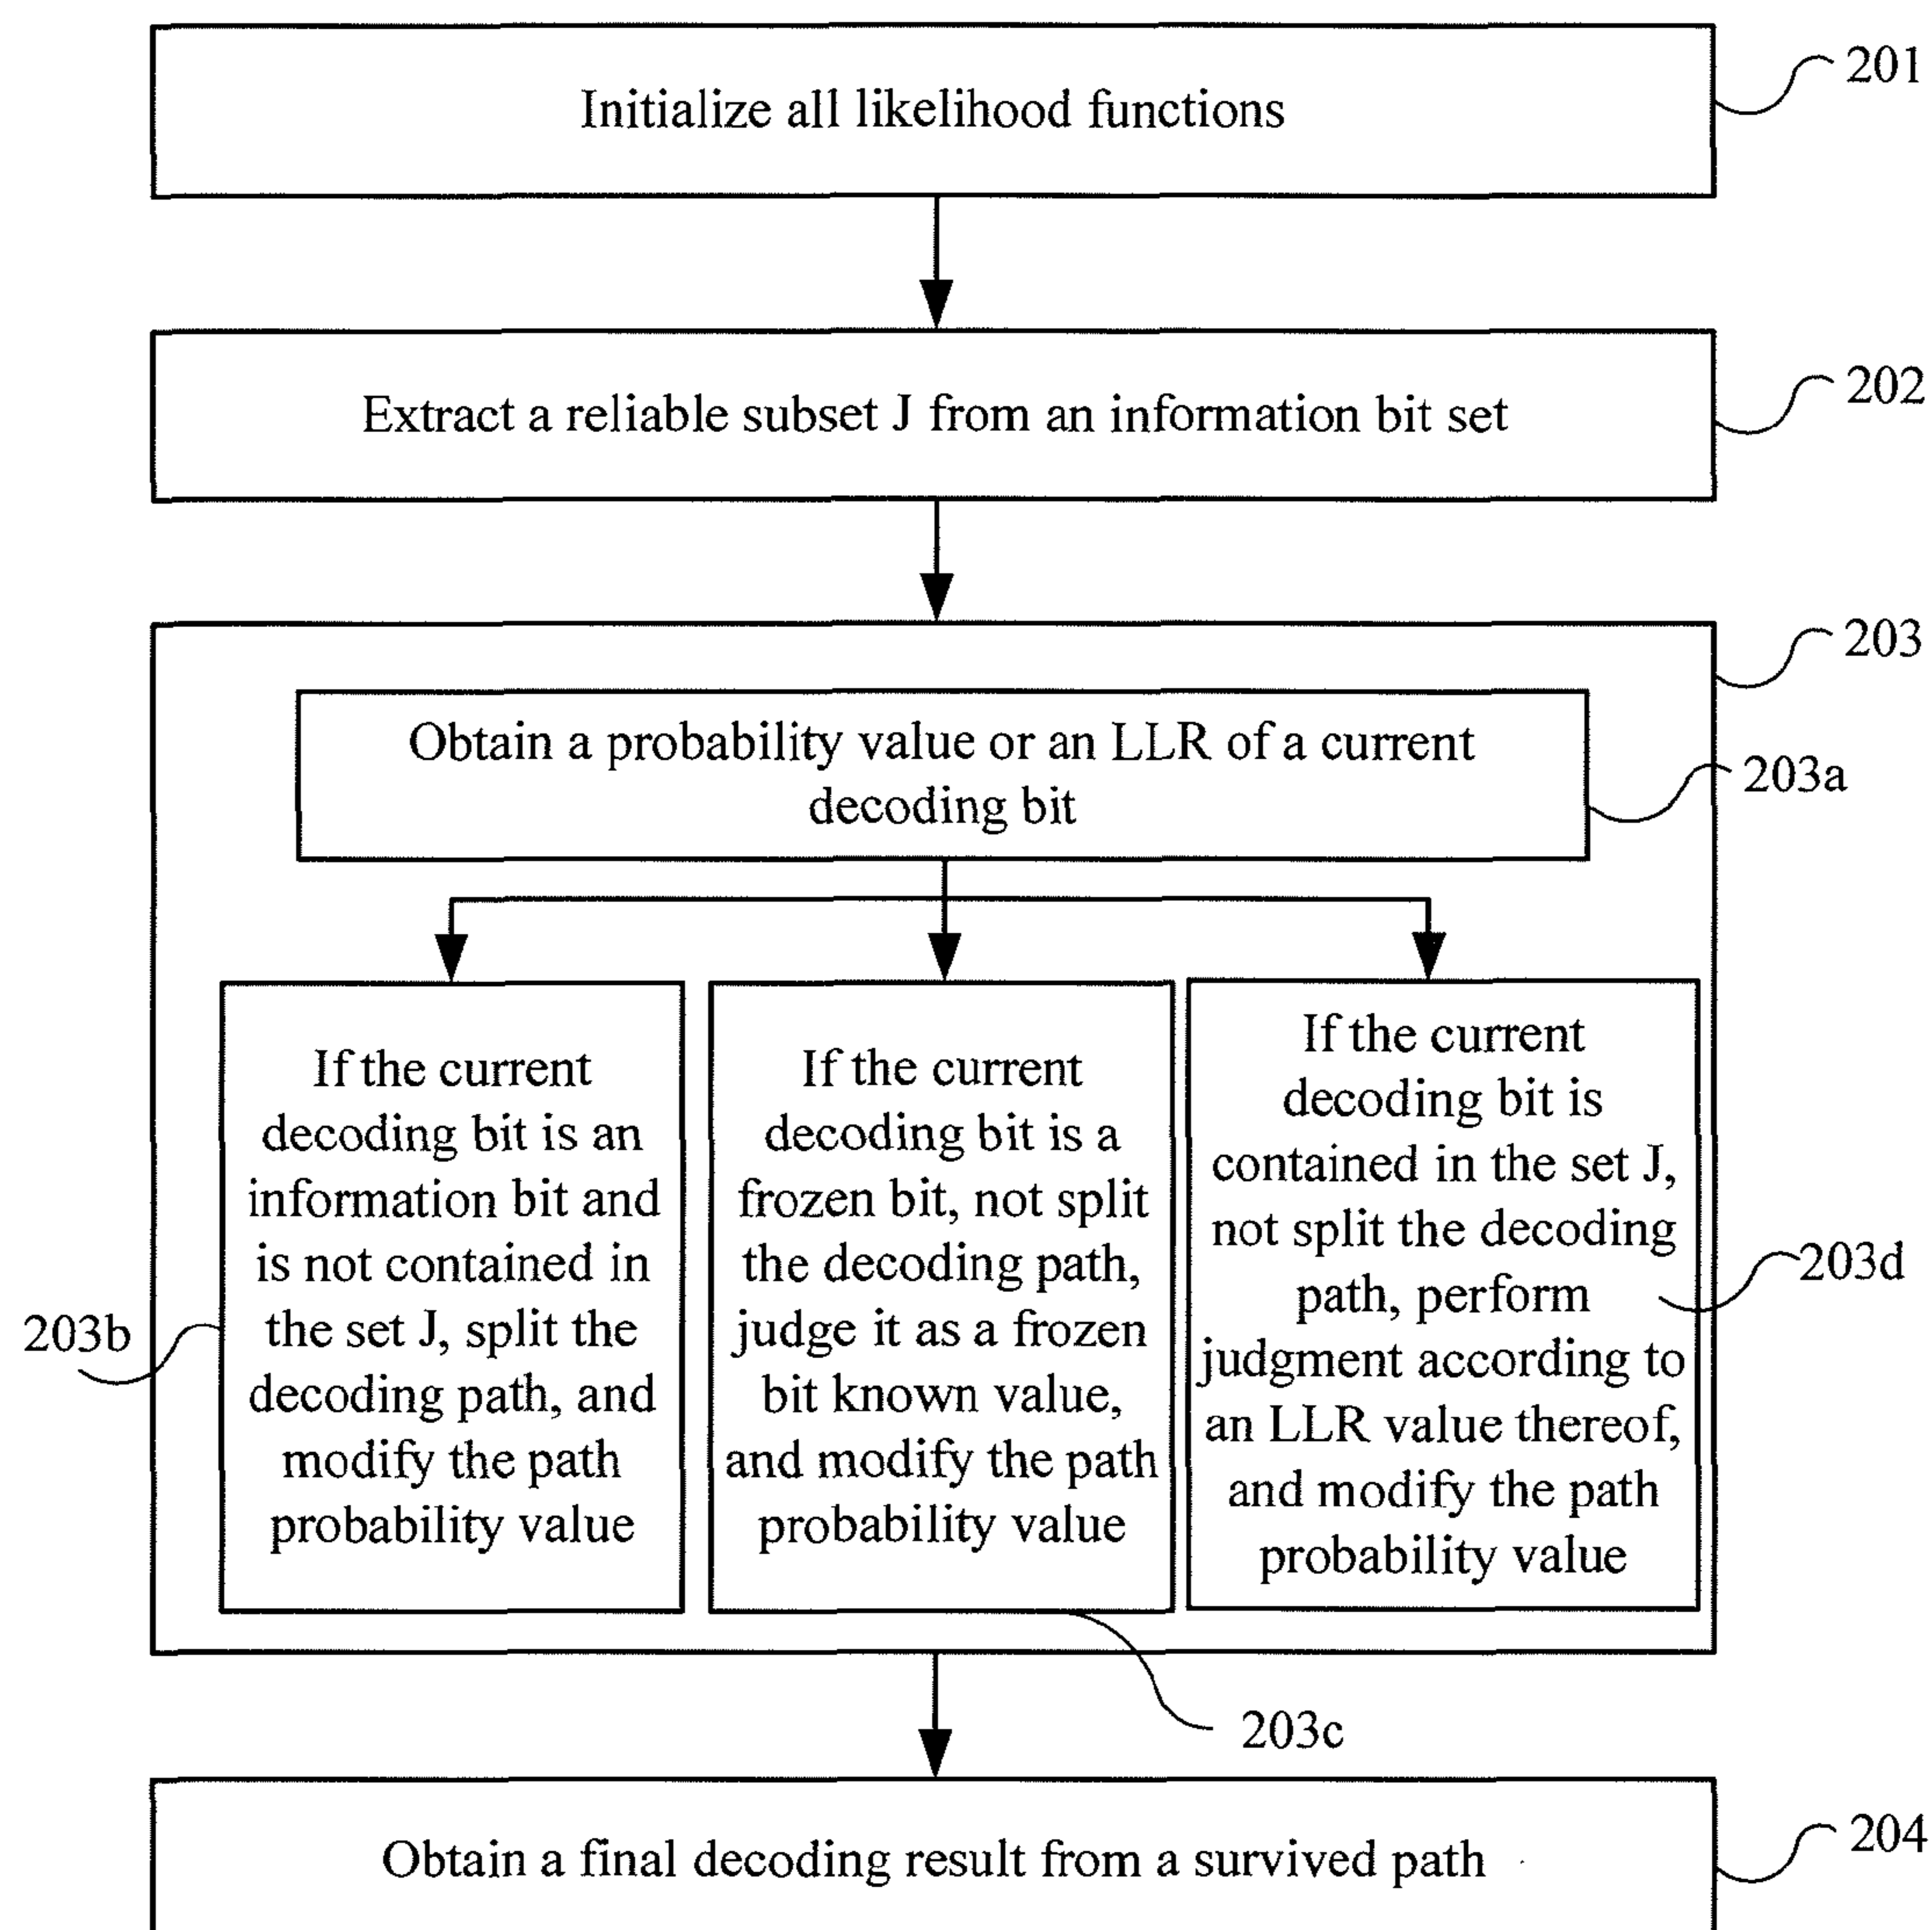 Initialize all likelihood functions
201
Extract a reliable subset J from an information bit set
202
203
Obtain a probability value or an LLR of a current
decoding bit
203a
If the current
decoding bit is an
information bit and
is not contained in
the set J, split the
decoding path, and
modify the path
probability value
203b
If the current
decoding bit is a
frozen bit, not split
the decoding path,
judge it as a frozen
bit known value,
and modify the path
probability value
203c
If the current
decoding bit is
contained in the set J,
not split the decoding
path, perform
judgment according to
an LLR value thereof,
and modify the path
probability value
203d
Obtain a final decoding result from a survived path
204